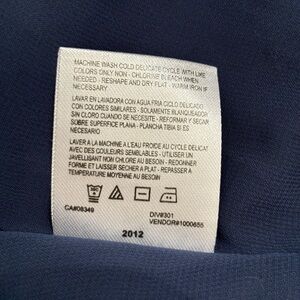 MACHINE WASH COLD DELICATE CYCLE WITH LIKE
COLORS ONLY NON - CHLORINE BLEACH WHEN
NEEDED - RESHAPE AND DRY FLAT - WARM IRON IF
NECESSARY
LAVAR EN LAVADORA CON AGUA FRIA CICLO DELICADO
CON COLORES SIMILARES - SOLAMENTE BLANQUEADOR
SIN CLORO CUANDO SE NECESITE - REFORMAR Y SECAR
SOBRE SUPERFICE PLANA - PLANCHA TIBIA SI ES
NECESARIO
LAVER A LA MACHINE A L'EAU FROIDE AU CYCLE DELICAT
AVEC DES COULEURS SEMBLABLES - UTILISER UN
JAVELLISANT NON CHLORE AU BESOIN - REDONNER
FORME ET LAISSER SECHER A PLAT - REPASSER A
TEMPERATURE MOYENNE AU BESOIN
CA#08349
DIV#301
VENDOR#1000655
2012